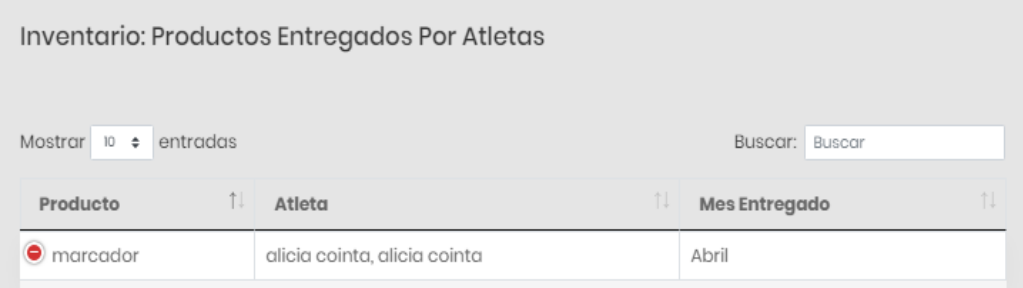 Inventario: Productos Entregados Por Atletas
Mostrar 10 entradas Buscar: Buscar
Producto Atleta Mes Entregado
marcador alicia cointa, alicia cointa Abril